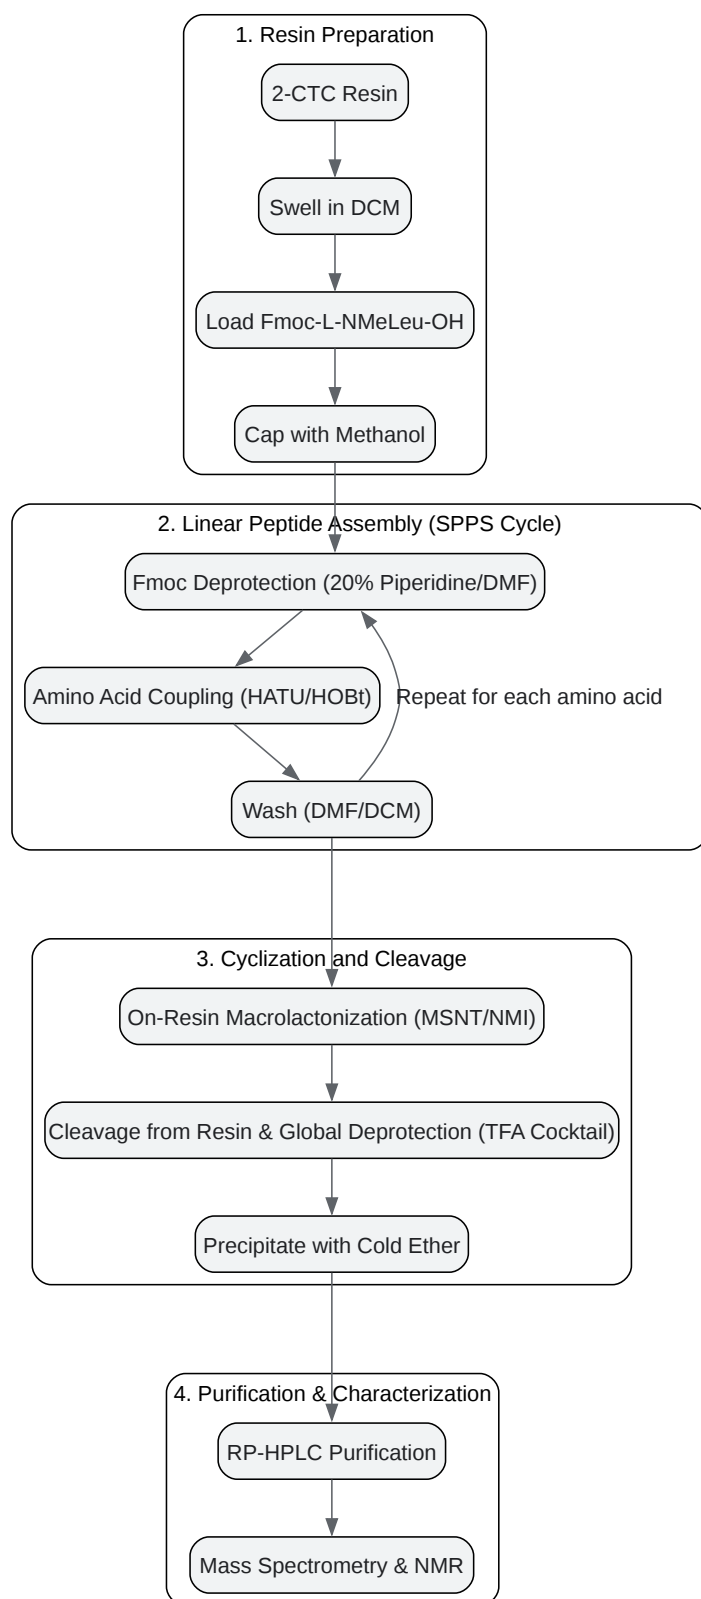 1. Resin Preparation
2-CTC Resin
Swell in DCM
Load Fmoc-L-NMeLeu-OH
Cap with Methanol
2. Linear Peptide Assembly (SPPS Cycle)
Fmoc Deprotection (20% Piperidine/DMF)
Amino Acid Coupling (HATU/HOBt)
Repeat for each amino acid
Wash (DMF/DCM)
3. Cyclization and Cleavage
On-Resin Macrolactonization (MSNT/NMI)
Cleavage from Resin & Global Deprotection (TFA Cocktail)
Precipitate with Cold Ether
4. Purification & Characterization
RP-HPLC Purification
Mass Spectrometry & NMR